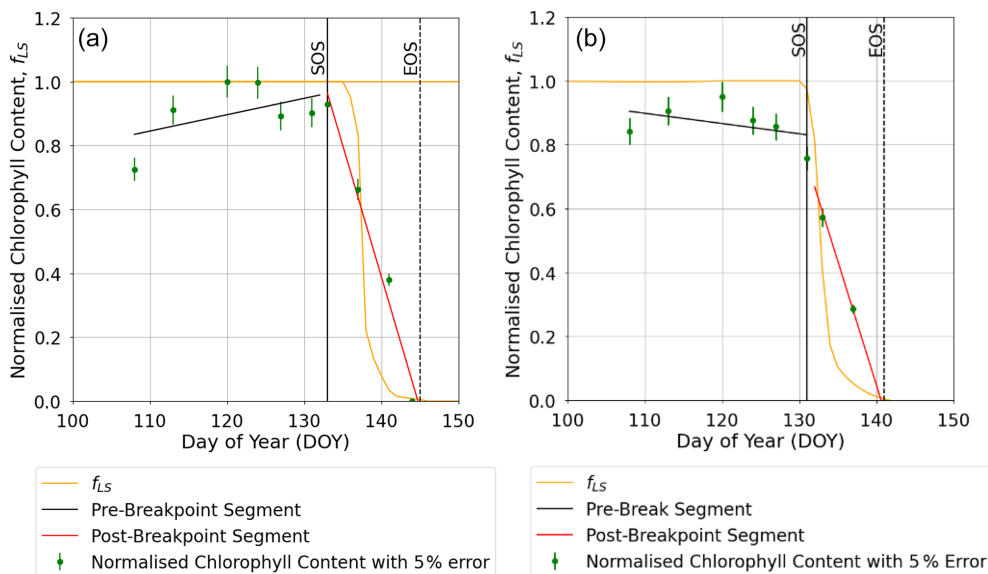 (a)
Normalised Chlorophyll Content, f_LS
1.2
1.0
0.8
0.6
0.4
0.2
0.0
SOS
EOS
100 110 120 130 140 150
Day of Year (DOY)
f_LS
Pre-Breakpoint Segment
Post-Breakpoint Segment
Normalised Chlorophyll Content with 5% error
(b)
Normalised Chlorophyll Content, f_LS
1.2
1.0
0.8
0.6
0.4
0.2
0.0
SOS
EOS
100 110 120 130 140 150
Day of Year (DOY)
f_LS
Pre-Break Segment
Post-Breakpoint Segment
Normalised Chlorophyll Content with 5% Error